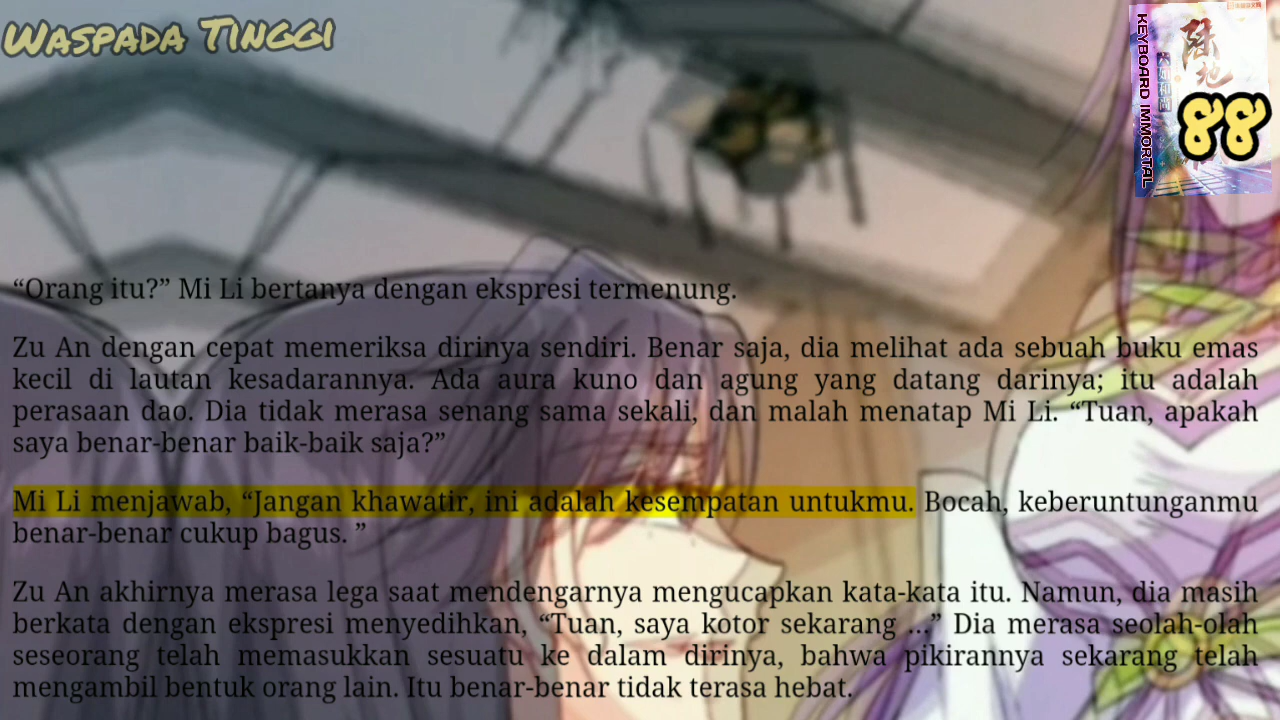 Waspada Tinggi
KEYBOARD IMMORTAL
88
“Orang itu?” Mi Li bertanya dengan ekspresi termenung.
Zu An dengan cepat memeriksa dirinya sendiri. Benar saja, dia melihat ada sebuah buku emas
kecil di lautan kesadarannya. Ada aura kuno dan agung yang datang darinya; itu adalah
perasaan dao. Dia tidak merasa senang sama sekali, dan malah menatap Mi Li. “Tuan, apakah
saya benar-benar baik-baik saja?”
Mi Li menjawab, “Jangan khawatir, ini adalah kesempatan untukmu. Bocah, keberuntunganmu
benar-benar cukup bagus. ”
Zu An akhirnya merasa lega saat mendengarnya mengucapkan kata-kata itu. Namun, dia masih
berkata dengan ekspresi menyedihkan, “Tuan, saya kotor sekarang ...” Dia merasa seolah-olah
seseorang telah memasukkan sesuatu ke dalam dirinya, bahwa pikirannya sekarang telah
mengambil bentuk orang lain. Itu benar-benar tidak terasa hebat.